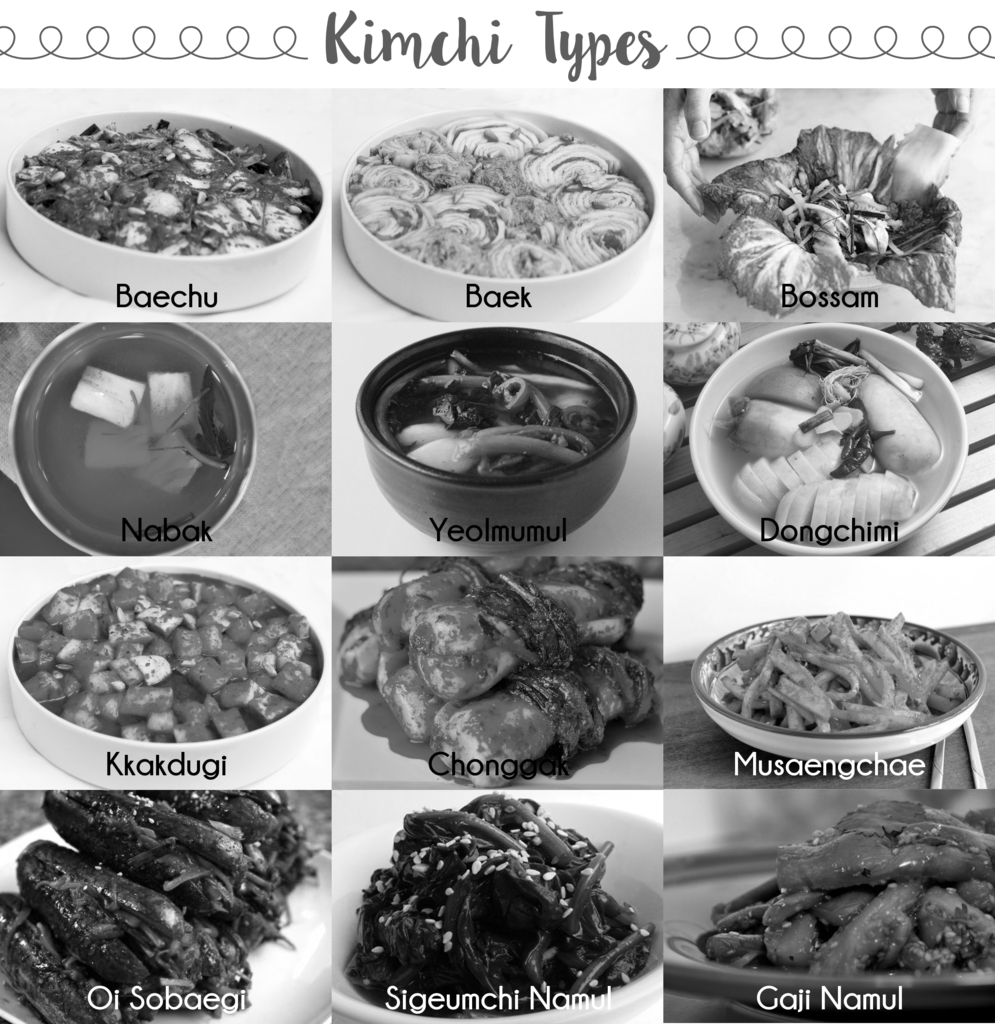 Kimchi Types
Baechu
Baek
Bossam
Nabak
Yeolmumul
Dongchimi
Kkakdugi
Chonggak
Musaengchae
Oi Sobaegi
Sigeumchi Namul
Gaji Namul